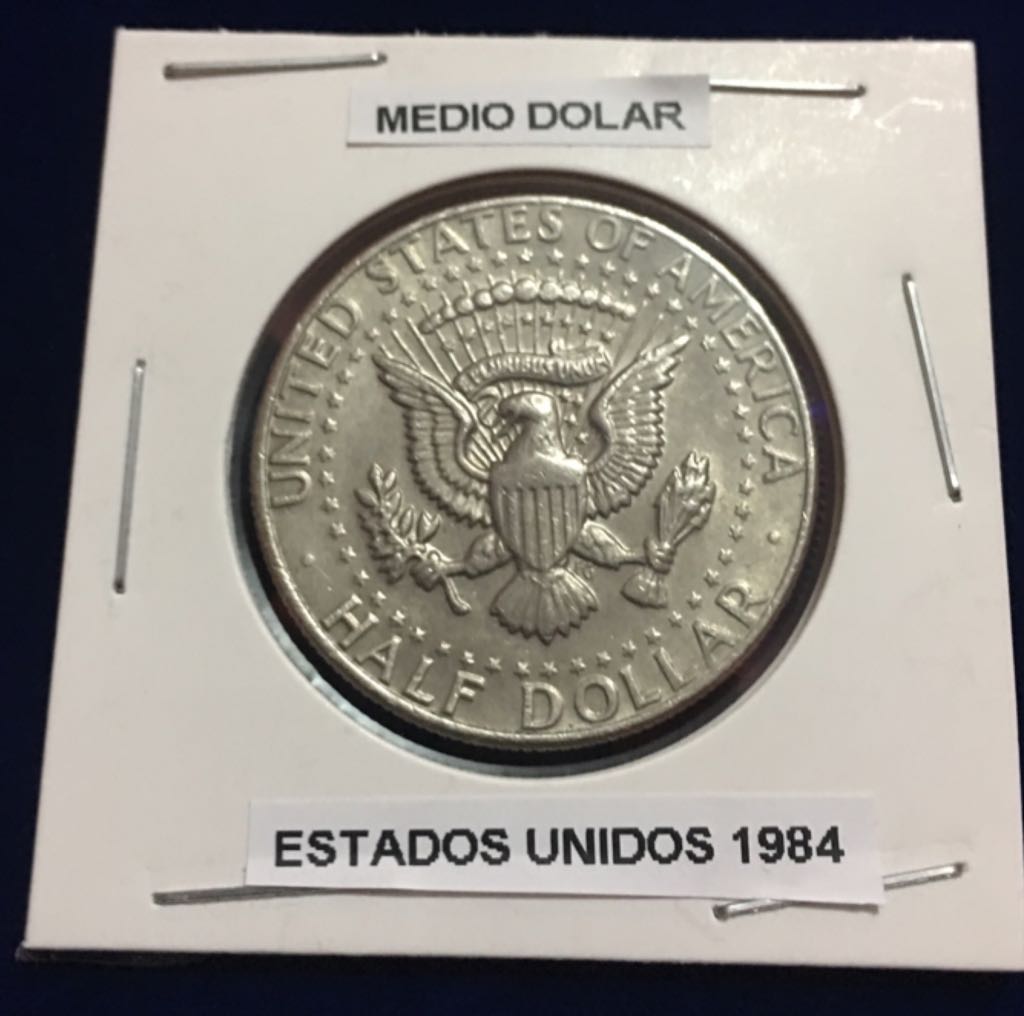 MEDIO DOLAR
UNITED STATES OF AMERICA
E PLURIBUS UNUM
HALF DOLLAR
ESTADOS UNIDOS 1984